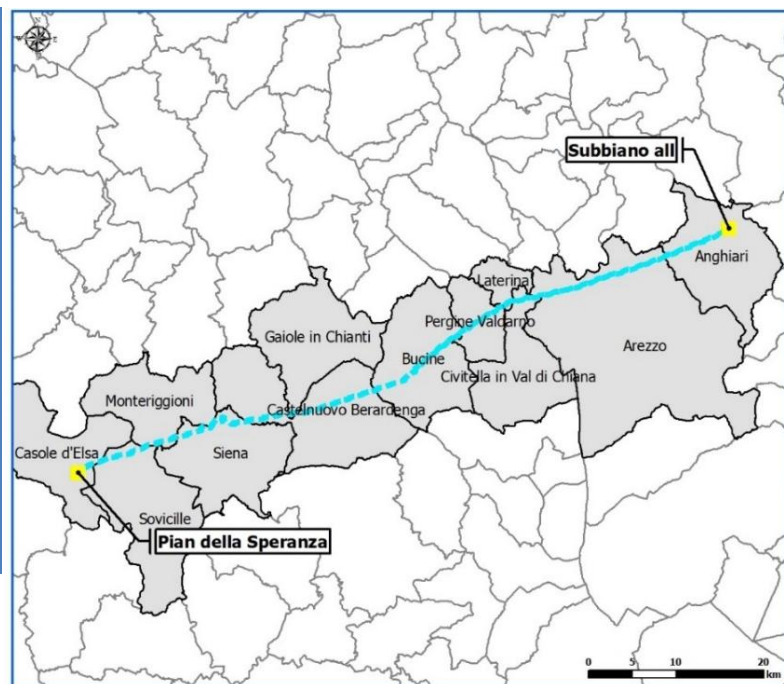 Subbiano all
Anghiari
Laterina
Pergine Valdarno
Gaiole in Chianti
Arezzo
Bucine
Civitella in Val di Chiana
Monteriggioni
Castelnuovo Berardenga
Casole d'Elsa
Siena
Sovicille
Pian della Speranza
0 5 10 20
km